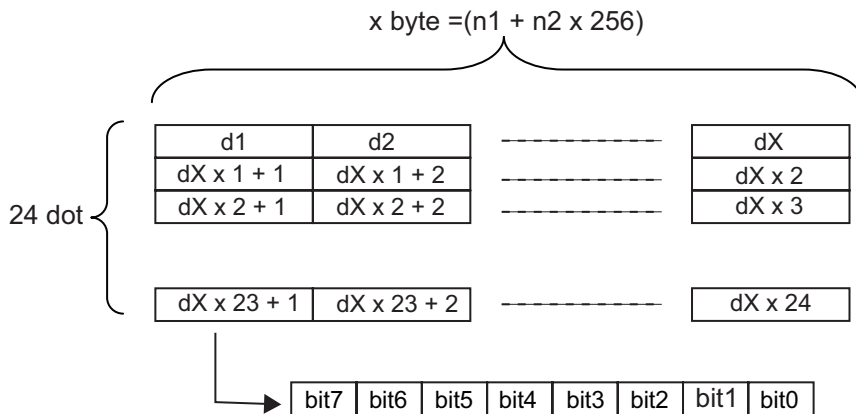 x byte =(n1 + n2 x 256)
d1 d2 dX
dX x 1 + 1 dX x 1 + 2 dX x 2
dX x 2 + 1 dX x 2 + 2 dX x 3
24 dot
dX x 23 + 1 dX x 23 + 2 dX x 24
bit7 bit6 bit5 bit4 bit3 bit2 bit1 bit0